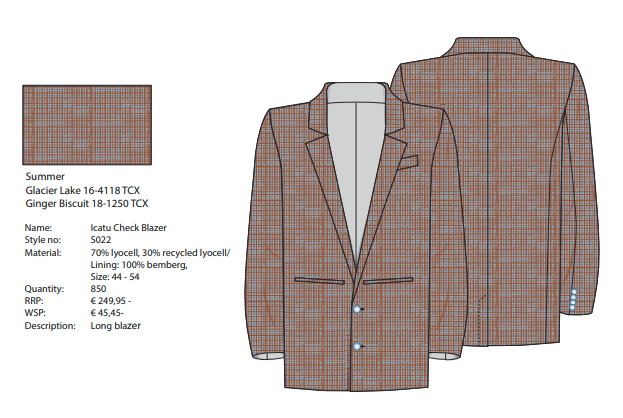 Summer
Glacier Lake 16-4118 TCX
Ginger Biscuit 18-1250 TCX
Name: Icatu Check Blazer
Style no: S022
Material: 70% lyocell, 30% recycled lyocell/
Lining: 100% bemberg,
Size: 44 - 54
Quantity: 850
RRP: € 249,95 -
WSP: € 45,45-
Description: Long blazer